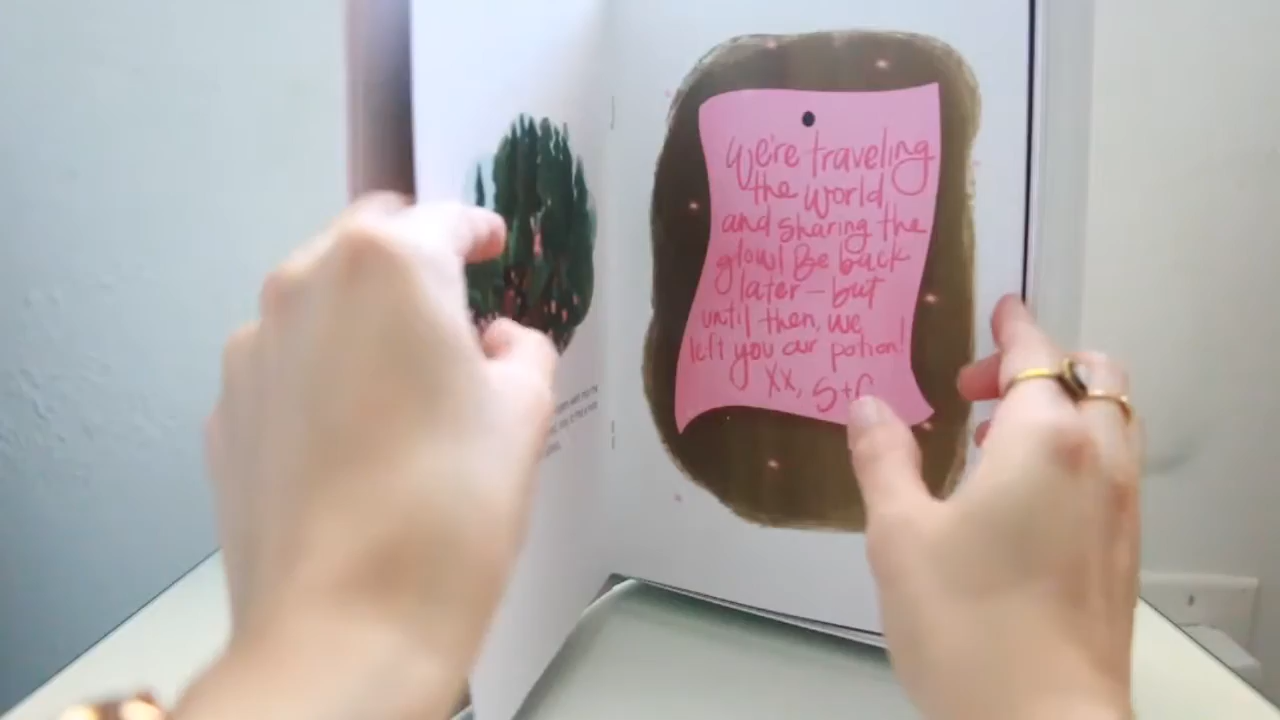 We're traveling
the world
and sharing the
glow! Be back
later—but
until then, we
left you our potion!
XX, S+C